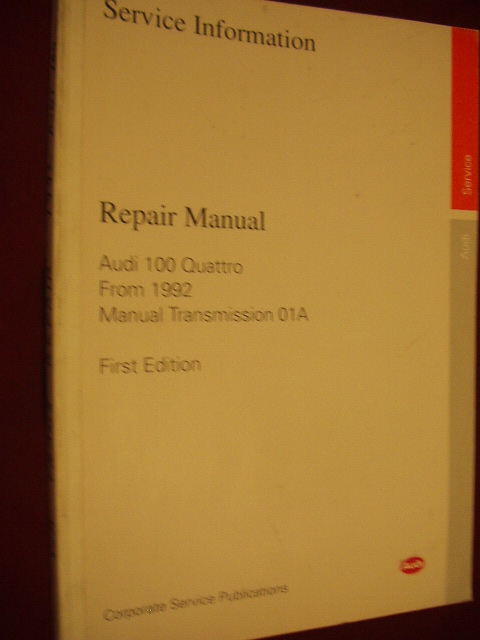 Service Information
Repair Manual
Audi 100 Quattro
From 1992
Manual Transmission 01A
First Edition
Service
Audi
Audi
Corporate Service Publications